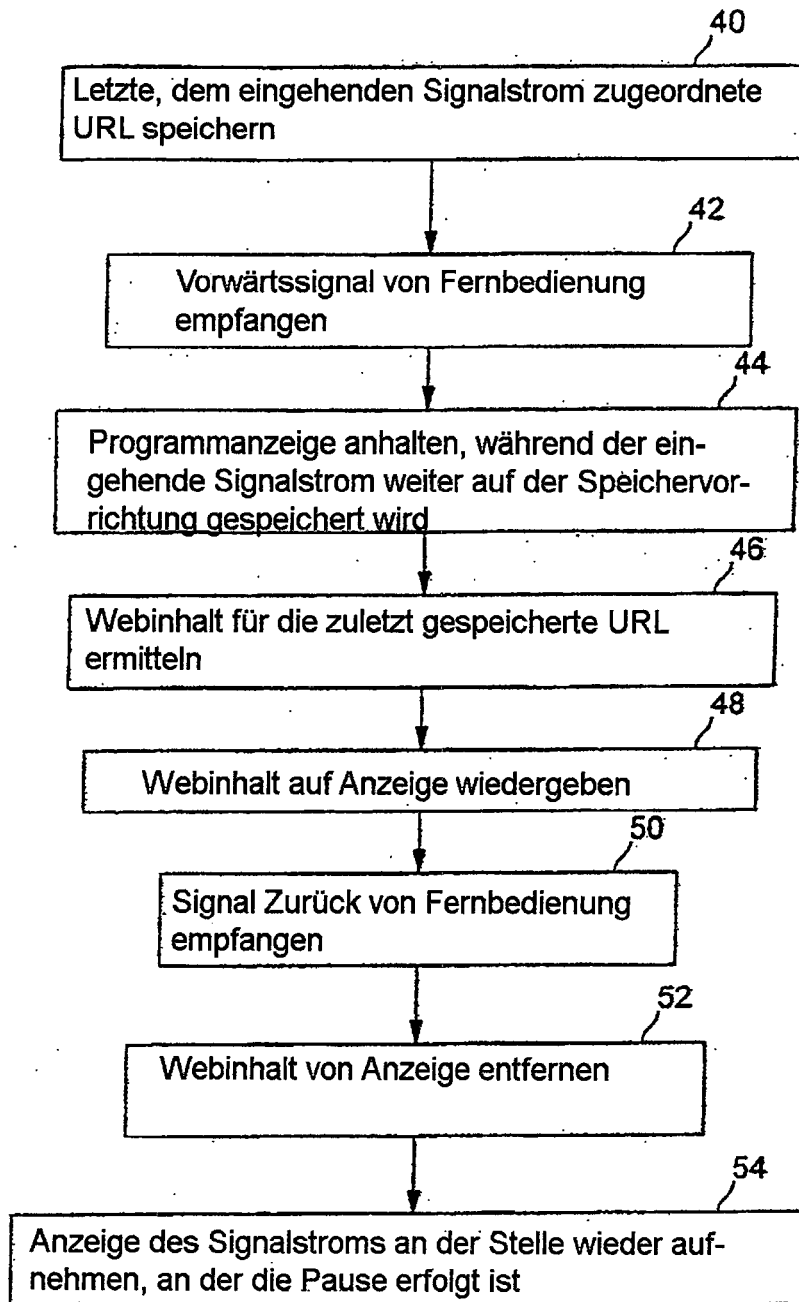 40
Letzte, dem eingehenden Signalstrom zugeordnete
URL speichern
42
Vorwärtssignal von Fernbedienung
empfangen
44
Programmanzeige anhalten, während der ein-
gehende Signalstrom weiter auf der Speichervor-
richtung gespeichert wird
46
Webinhalt für die zuletzt gespeicherte URL
ermitteln
48
Webinhalt auf Anzeige wiedergeben
50
Signal Zurück von Fernbedienung
empfangen
52
Webinhalt von Anzeige entfernen
54
Anzeige des Signalstroms an der Stelle wieder auf-
nehmen, an der die Pause erfolgt ist